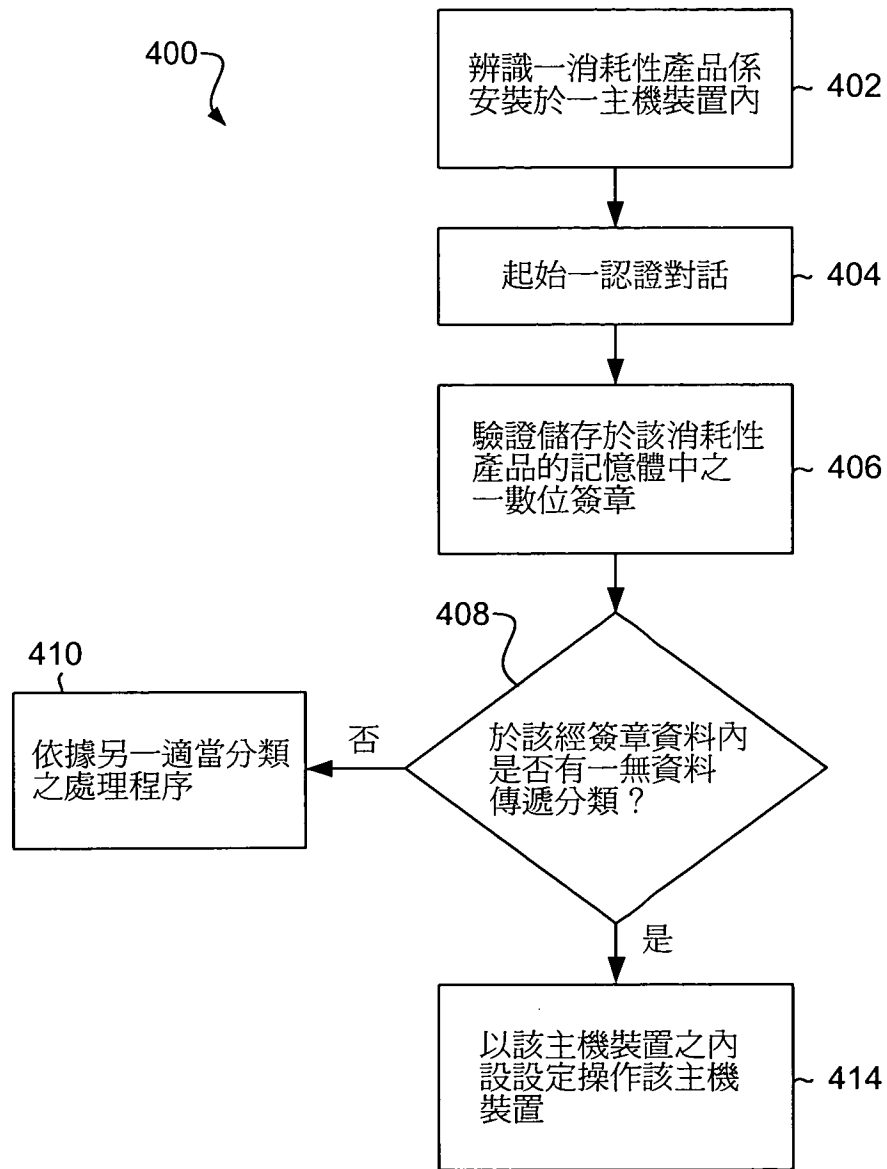 400
辨識一消耗性產品係
安裝於一主機裝置內
402
起始一認證對話
404
驗證儲存於該消耗性
產品的記憶體中之
一數位簽章
406
408
於該經簽章資料內
是否有一無資料
傳遞分類？
否
410
依據另一適當分類
之處理程序
是
以該主機裝置之內
設設定操作該主機
裝置
414